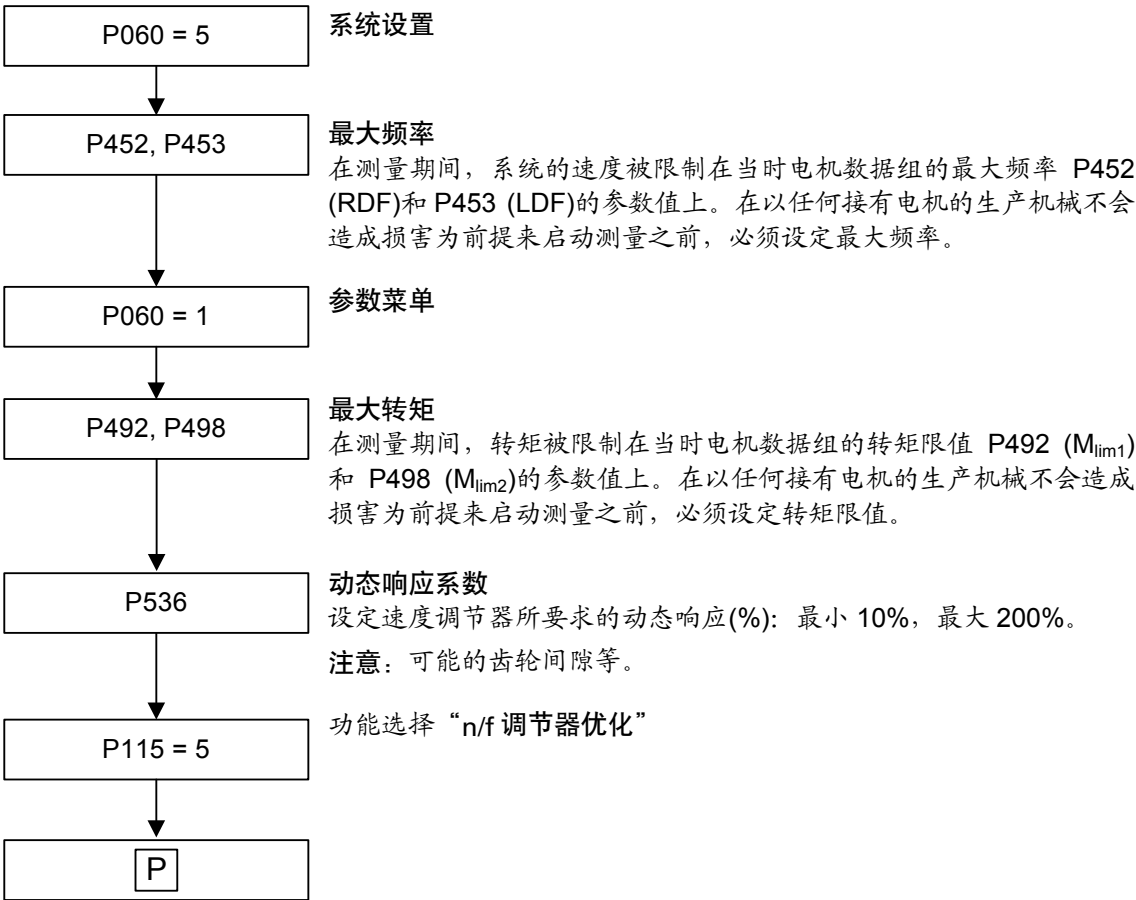 P060 = 5
系统设置
P452, P453
最大频率
在测量期间，系统的速度被限制在当时电机数据组的最大频率 P452
(RDF)和 P453 (LDF)的参数值上。在以任何接有电机的生产机械不会
造成损害为前提来启动测量之前，必须设定最大频率。
P060 = 1
参数菜单
P492, P498
最大转矩
在测量期间，转矩被限制在当时电机数据组的转矩限值 P492 (Mlim1)
和 P498 (Mlim2)的参数值上。在以任何接有电机的生产机械不会造成
损害为前提来启动测量之前，必须设定转矩限值。
P536
动态响应系数
设定速度调节器所要求的动态响应(%)：最小 10%，最大 200%。
注意：可能的齿轮间隙等。
P115 = 5
功能选择“n/f 调节器优化”
P